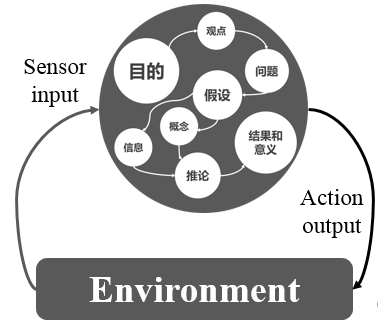 Sensor
input
目的
观点
问题
假设
概念
信息
推论
结果和
意义
Action
output
Environment